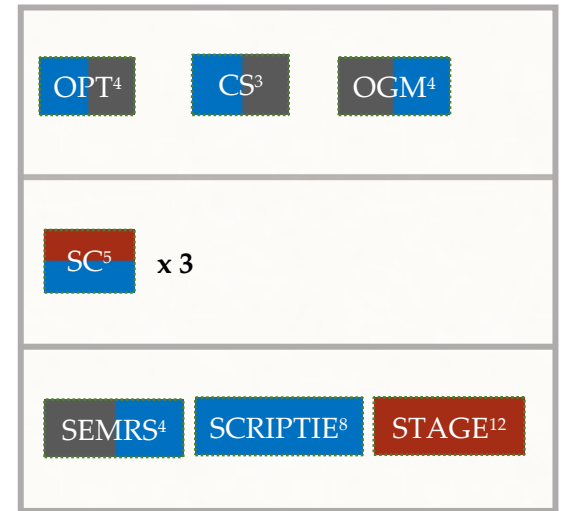 OPT⁴ CS³ OGM⁴
SC⁵ x 3
SEMRS⁴ SCRIPTIE⁸ STAGE¹²